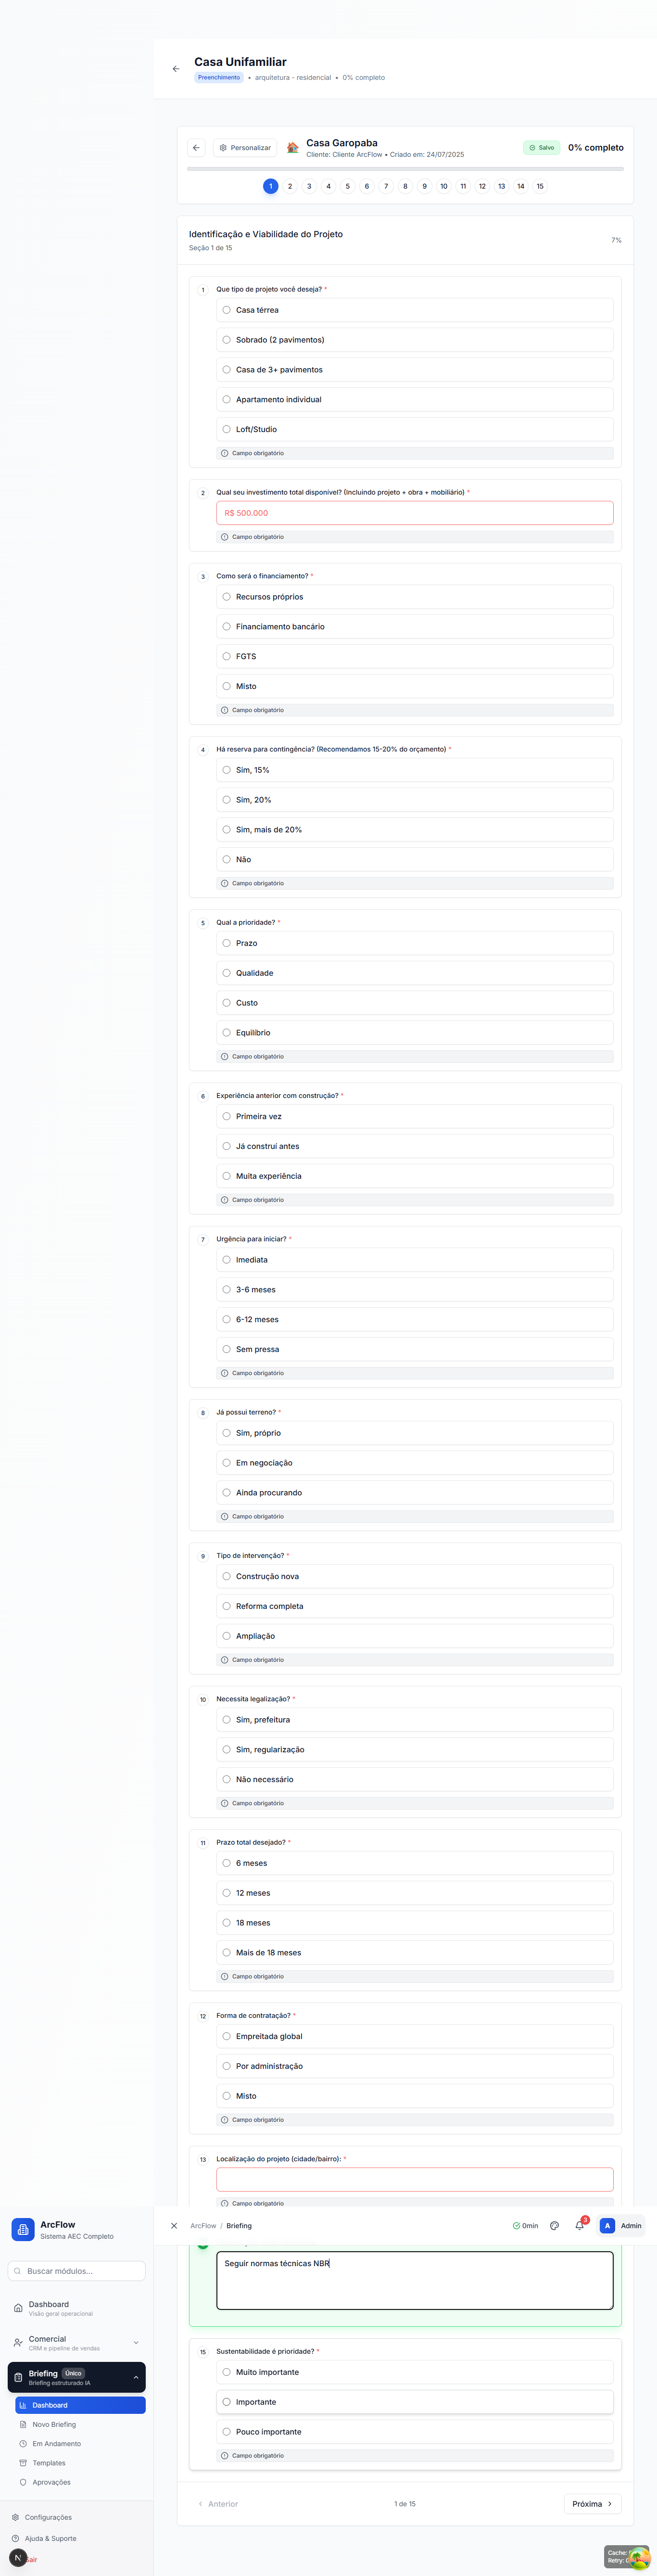 Casa Unifamiliar
Preenchimento • arquitetura - residencial • 0% completo
Personalizar
Casa Garopaba
Cliente: Cliente ArcFlow • Criado em: 24/07/2025
Salvo
0% completo
1 2 3 4 5 6 7 8 9 10 11 12 13 14 15
Identificação e Viabilidade do Projeto
Seção 1 de 15
7%
1 Que tipo de projeto você deseja? *
Casa térrea
Sobrado (2 pavimentos)
Casa de 3+ pavimentos
Apartamento individual
Loft/Studio
Campo obrigatório
2 Qual seu investimento total disponível? (Incluindo projeto + obra + mobiliário) *
R$ 500.000
Campo obrigatório
3 Como será o financiamento? *
Recursos próprios
Financiamento bancário
FGTS
Misto
Campo obrigatório
4 Há reserva para contingência? (Recomendamos 15-20% do orçamento) *
Sim, 15%
Sim, 20%
Sim, mais de 20%
Não
Campo obrigatório
5 Qual a prioridade? *
Prazo
Qualidade
Custo
Equilíbrio
Campo obrigatório
6 Experiência anterior com construção? *
Primeira vez
Já construí antes
Muita experiência
Campo obrigatório
7 Urgência para iniciar? *
Imediata
3-6 meses
6-12 meses
Sem pressa
Campo obrigatório
8 Já possui terreno? *
Sim, próprio
Em negociação
Ainda procurando
Campo obrigatório
9 Tipo de intervenção? *
Construção nova
Reforma completa
Ampliação
Campo obrigatório
10 Necessita legalização? *
Sim, prefeitura
Sim, regularização
Não necessário
Campo obrigatório
11 Prazo total desejado? *
6 meses
12 meses
18 meses
Mais de 18 meses
Campo obrigatório
12 Forma de contratação? *
Empreitada global
Por administração
Misto
Campo obrigatório
13 Localização do projeto (cidade/bairro): *
Campo obrigatório
ArcFlow
Sistema AEC Completo
ArcFlow / Briefing
0min
3
A Admin
Buscar módulos...
Dashboard
Visão geral operacional
Comercial
CRM e pipeline de vendas
Briefing Único
Briefing estruturado IA
Dashboard
Novo Briefing
Em Andamento
Templates
Aprovações
Configurações
Ajuda & Suporte
N
Seguir normas técnicas NBR
15 Sustentabilidade é prioridade? *
Muito importante
Importante
Pouco importante
Campo obrigatório
Anterior
1 de 15
Próxima
Cache:
Retry: